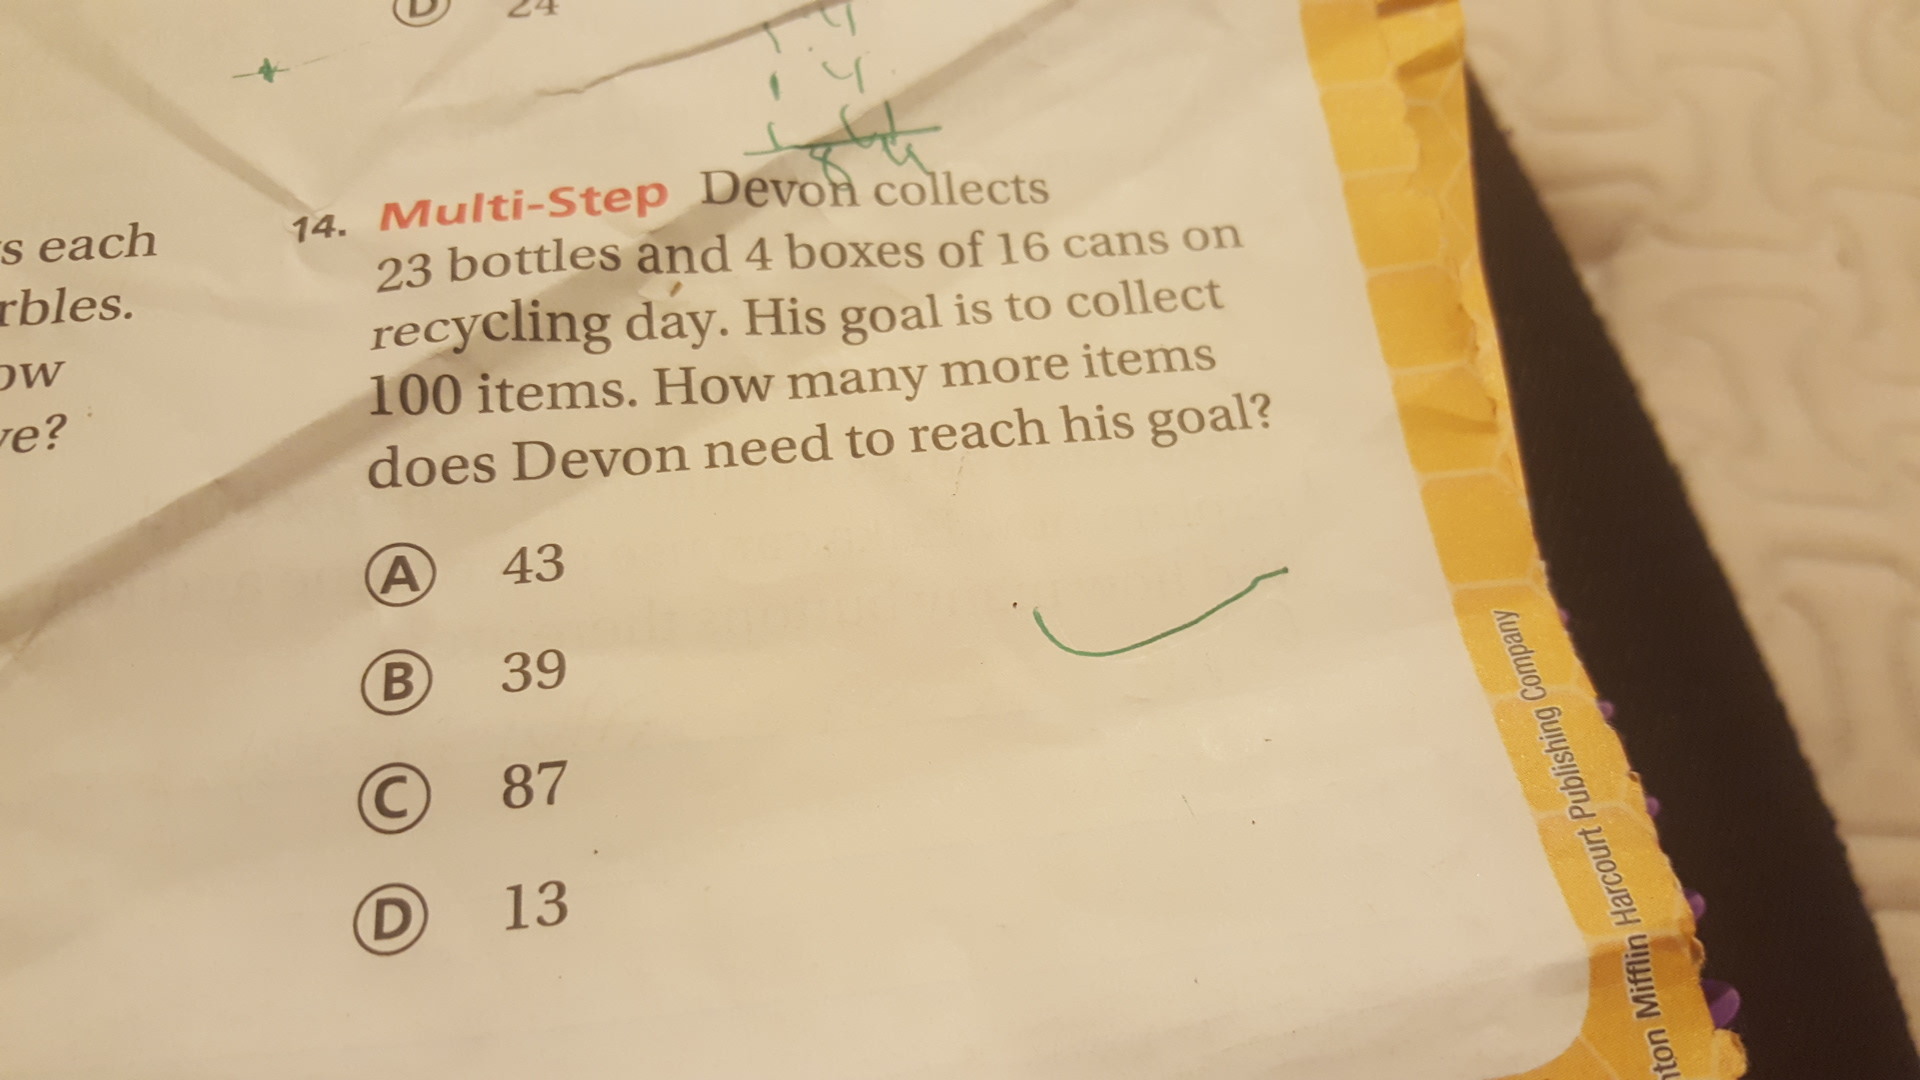 D 24
s each
rbles.
ow
ve?
14. Multi-Step Devon collects
23 bottles and 4 boxes of 16 cans on
recycling day. His goal is to collect
100 items. How many more items
does Devon need to reach his goal?
A 43
B 39
C 87
D 13
ton Mifflin Harcourt Publishing Company